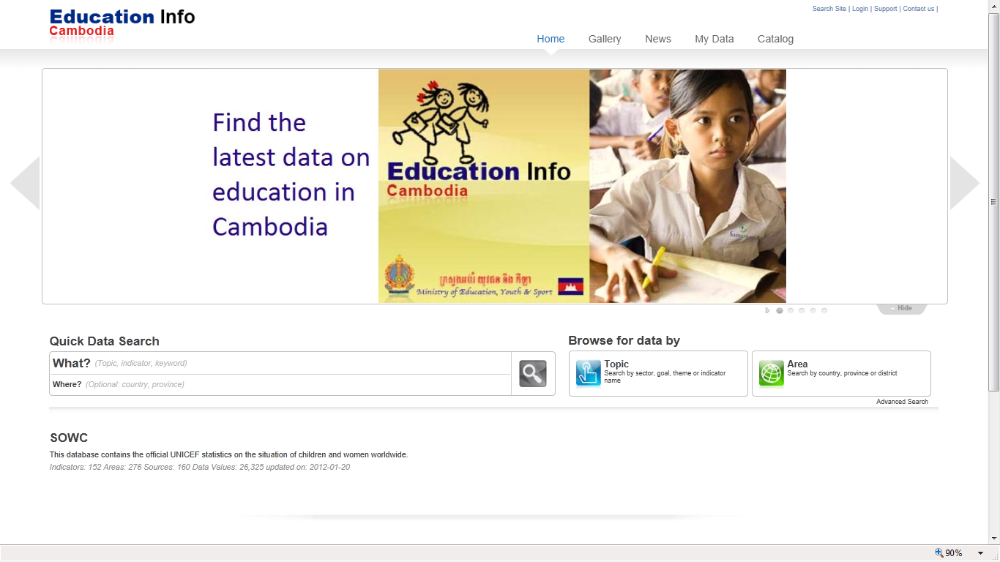 Education Info
Cambodia
Search Site | Login | Support | Contact us |
Home Gallery News My Data Catalog
Find the
latest data on
education in
Cambodia
Education Info
Cambodia
ក្រសួងអប់រំ យុវជន និង កីឡា
Ministry of Education, Youth & Sport
Hide
Quick Data Search
What? (Topic, indicator, keyword)
Where? (Optional: country, province)
Browse for data by
Topic
Search by sector, goal, theme or indicator
name
Area
Search by country, province or district
Advanced Search
SOWC
This database contains the official UNICEF statistics on the situation of children and women worldwide.
Indicators: 152 Areas: 276 Sources: 160 Data Values: 26,325 updated on: 2012-01-20
90%